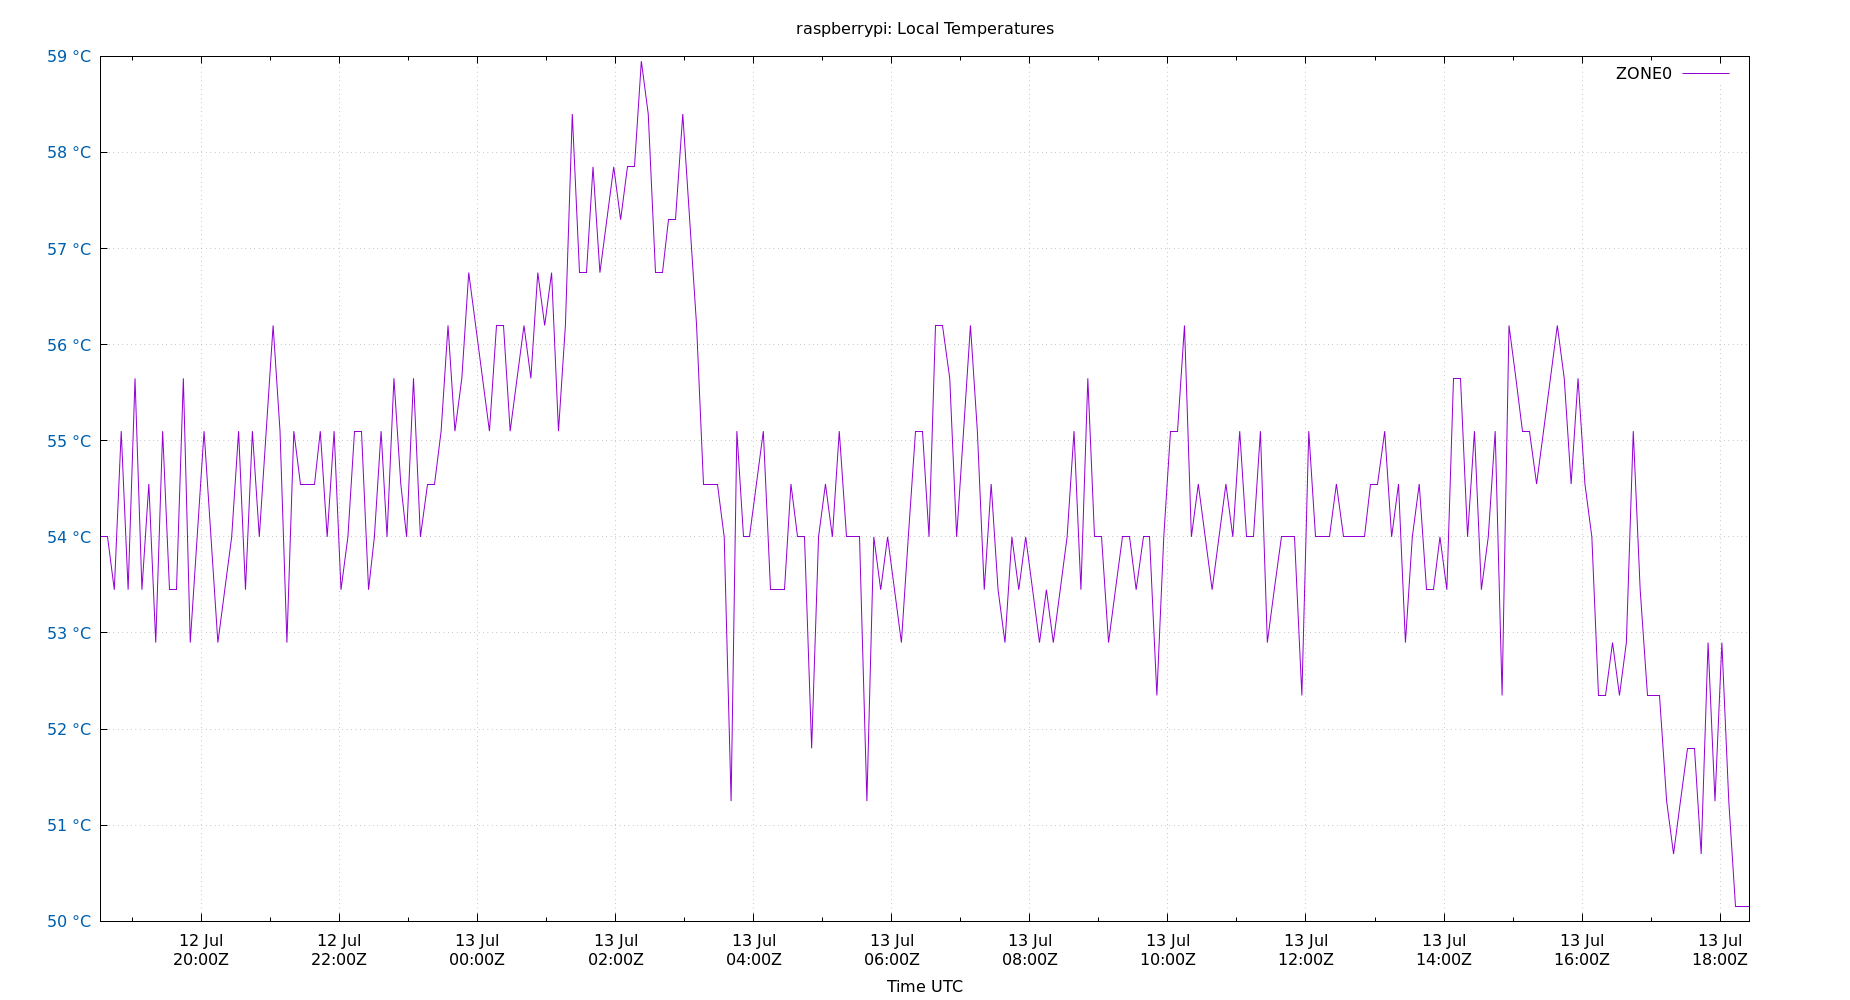 raspberrypi: Local Temperatures
59 °C
ZONE0
58 °C
57 °C
56 °C
55 °C
54 °C
53 °C
52 °C
51 °C
50 °C
12 Jul 12 Jul 13 Jul 13 Jul 13 Jul 13 Jul 13 Jul 13 Jul 13 Jul 13 Jul 13 Jul 13 Jul
20:00Z 22:00Z 00:00Z 02:00Z 04:00Z 06:00Z 08:00Z 10:00Z 12:00Z 14:00Z 16:00Z 18:00Z
Time UTC